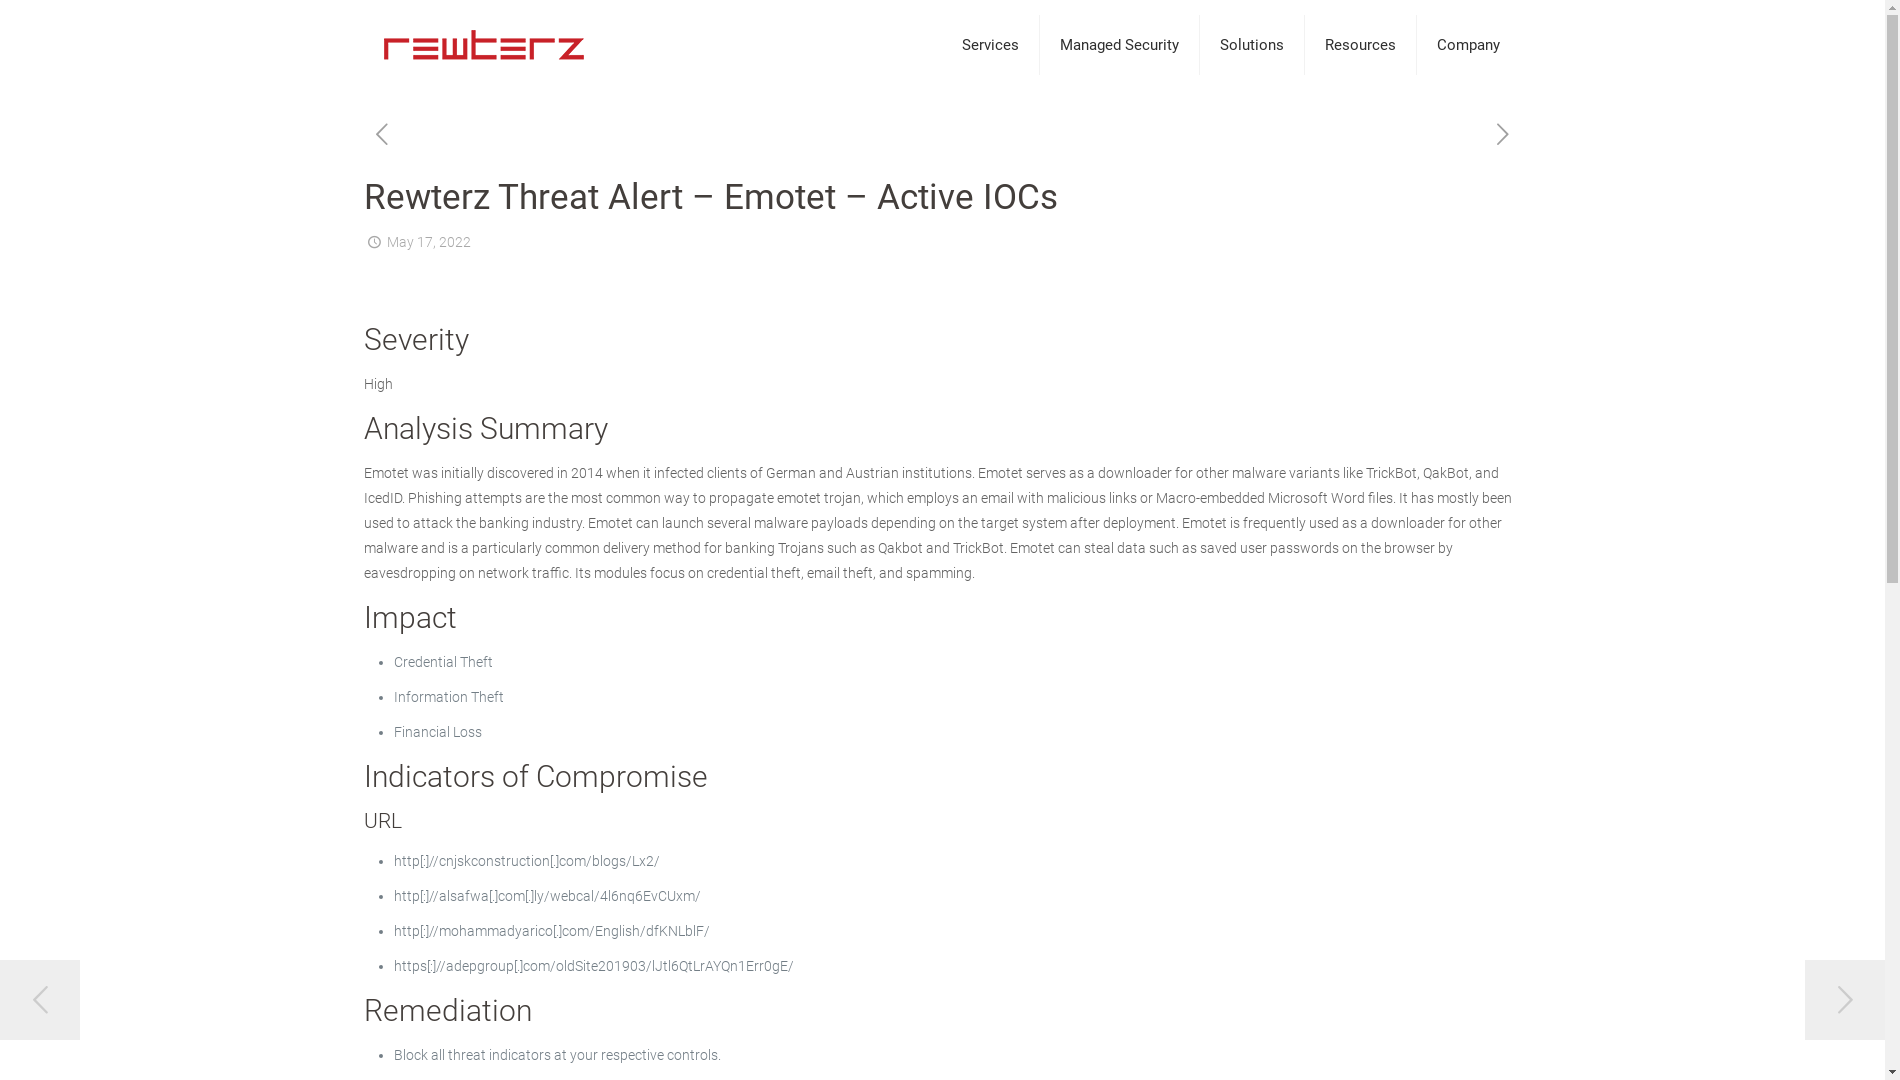 rewterz
Services
Managed Security
Solutions
Resources
Company
Rewterz Threat Alert – Emotet – Active IOCs
May 17, 2022
Severity
High
Analysis Summary
Emotet was initially discovered in 2014 when it infected clients of German and Austrian institutions. Emotet serves as a downloader for other malware variants like TrickBot, QakBot, and
IcedID. Phishing attempts are the most common way to propagate emotet trojan, which employs an email with malicious links or Macro-embedded Microsoft Word files. It has mostly been
used to attack the banking industry. Emotet can launch several malware payloads depending on the target system after deployment. Emotet is frequently used as a downloader for other
malware and is a particularly common delivery method for banking Trojans such as Qakbot and TrickBot. Emotet can steal data such as saved user passwords on the browser by
eavesdropping on network traffic. Its modules focus on credential theft, email theft, and spamming.
Impact
Credential Theft
Information Theft
Financial Loss
Indicators of Compromise
URL
http[:]//cnjskconstruction[.]com/blogs/Lx2/
http[:]//alsafwa[.]com[.]ly/webcal/4l6nq6EvCUxm/
http[:]//mohammadyarico[.]com/English/dfKNLblF/
https[:]//adepgroup[.]com/oldSite201903/lJtl6QtLrAYQn1Err0gE/
Remediation
Block all threat indicators at your respective controls.